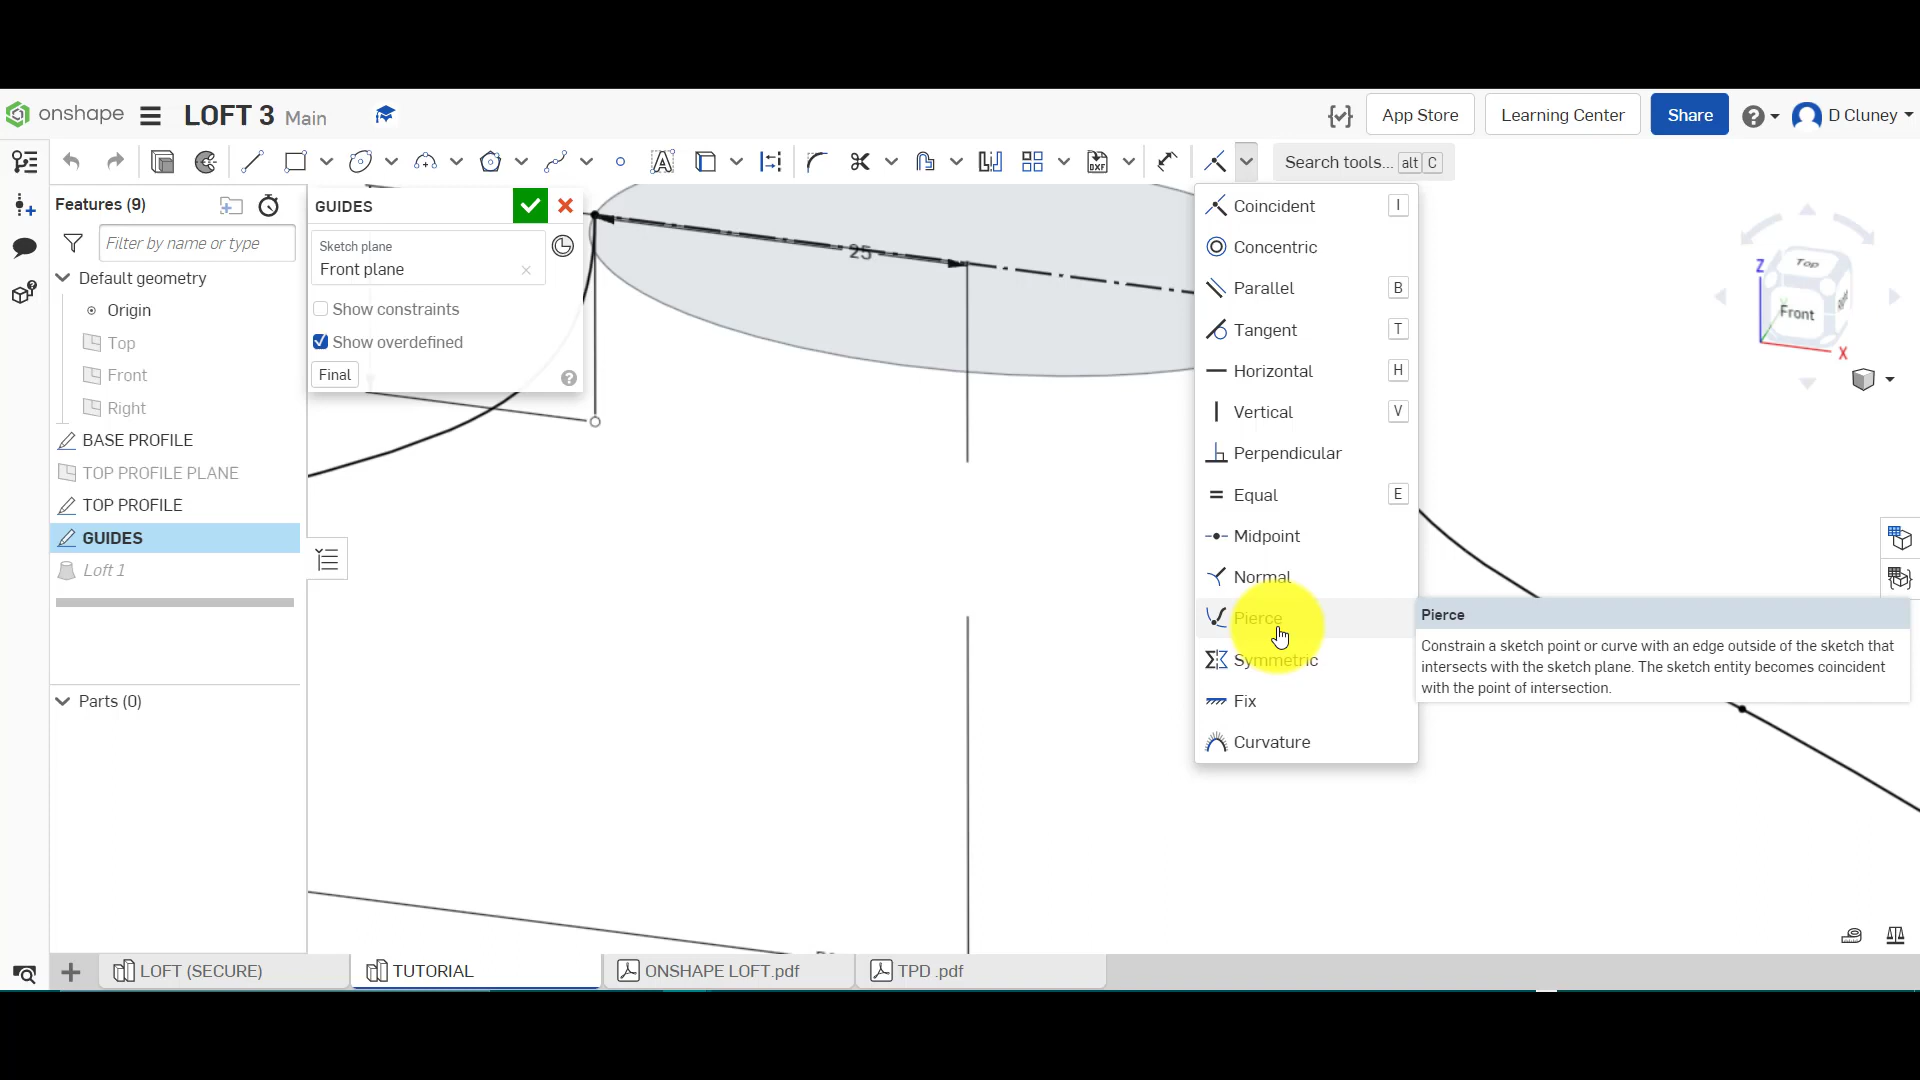 onshape LOFT 3 Main App Store Learning Center Share D Cluney
Search tools... alt C
Features (9)
Filter by name or type
Default geometry
Origin
Top
Front
Right
BASE PROFILE
TOP PROFILE PLANE
TOP PROFILE
GUIDES
Loft 1
Parts (0)
GUIDES
Sketch plane
Front plane
Show constraints
Show overdefined
Final
25
Coincident I
Concentric
Parallel B
Tangent T
Horizontal H
Vertical V
Perpendicular
Equal E
Midpoint
Normal
Pierce
Symmetric
Fix
Curvature
Pierce
Constrain a sketch point or curve with an edge outside of the sketch that
intersects with the sketch plane. The sketch entity becomes coincident
with the point of intersection.
Z
Top
Front
X
LOFT (SECURE) TUTORIAL ONSHAPE LOFT.pdf TPD .pdf